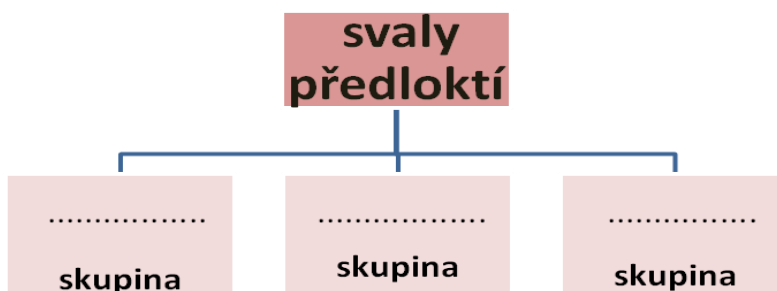 svaly
předloktí
................. .................. ................
skupina skupina skupina